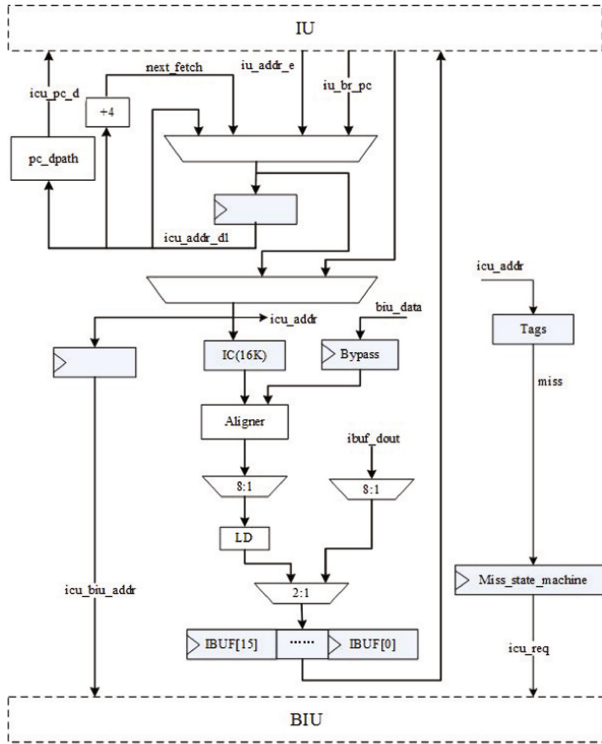 IU
next_fetch
iu_addr_e
icu_pc_d
iu_br_pc
+4
pc_dpath
icu_addr_d1
icu_addr
biu_data
icu_addr
Tags
IC(16K)
Bypass
miss
Aligner
ibuf_dout
8:1
8:1
LD
icu_biu_addr
2:1
Miss_state_machine
IBUF[15]
......
IBUF[0]
icu_req
BIU